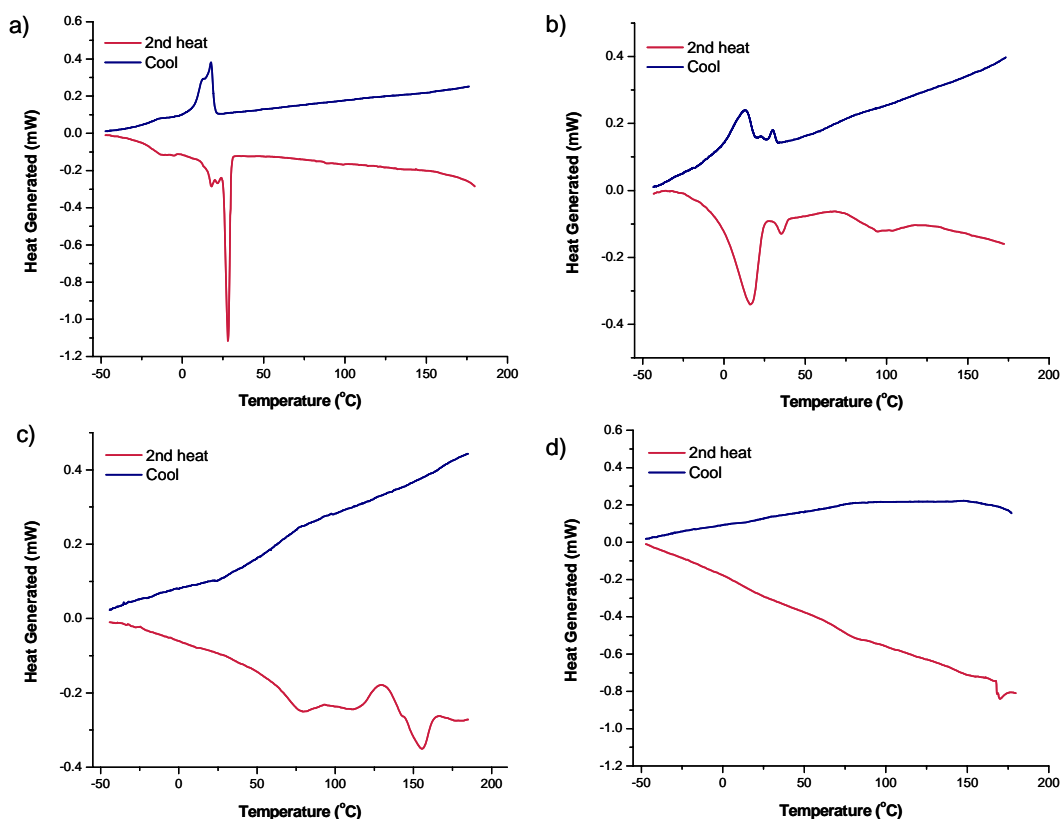 a)
2nd heat
Cool
Heat Generated (mW)
0.6
0.4
0.2
0.0
-0.2
-0.4
-0.6
-0.8
-1.0
-1.2
-50 0 50 100 150 200
Temperature (°C)
b)
2nd heat
Cool
Heat Generated (mW)
0.4
0.2
0.0
-0.2
-0.4
-50 0 50 100 150 200
Temperature (°C)
c)
2nd heat
Cool
Heat Generated (mW)
0.4
0.2
0.0
-0.2
-0.4
-50 0 50 100 150 200
Temperature (°C)
d)
2nd heat
Cool
Heat Generated (mW)
0.6
0.4
0.2
0.0
-0.2
-0.4
-0.6
-0.8
-1.0
-1.2
-50 0 50 100 150 200
Temperature (°C)